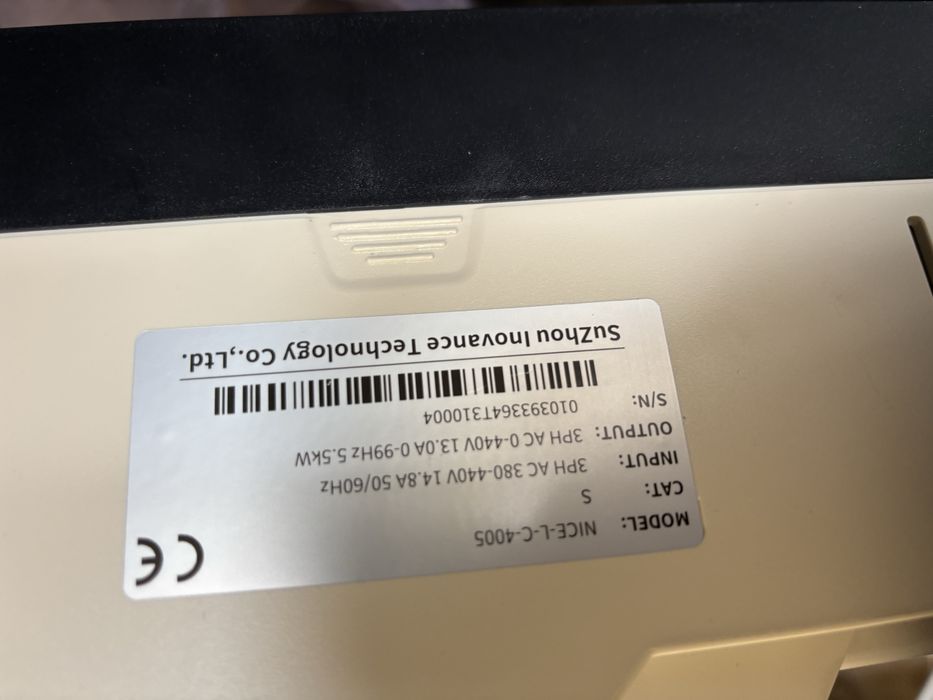 MODEL: NICE-L-C-4005
CAT: S
INPUT: 3PH AC 380-440V 14.8A 50/60Hz
OUTPUT: 3PH AC 0-440V 13.0A 0-99Hz 5.5kW
S/N: 010393364T310004
SuZhou Inovance Technology Co.,Ltd.
CE